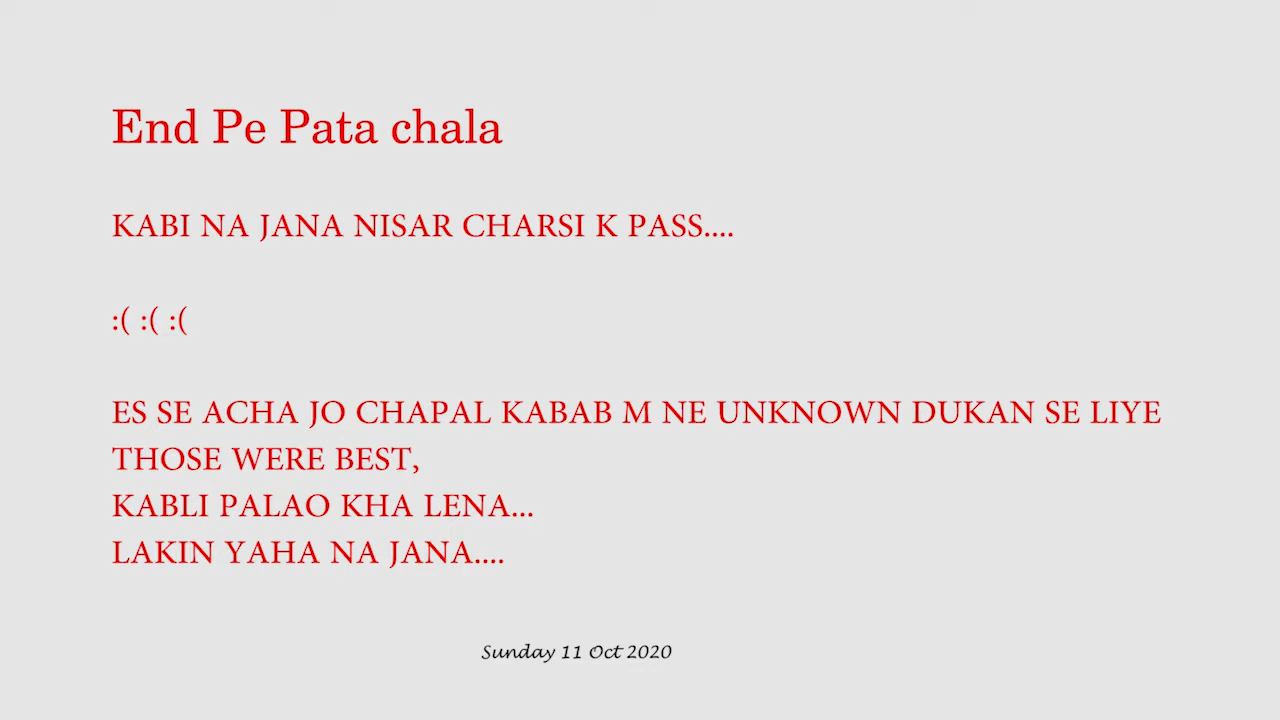 End Pe Pata chala
KABI NA JANA NISAR CHARSI K PASS....
:( :( :(
ES SE ACHA JO CHAPAL KABAB M NE UNKNOWN DUKAN SE LIYE
THOSE WERE BEST,
KABLI PALAO KHA LENA...
LAKIN YAHA NA JANA....
Sunday 11 Oct 2020